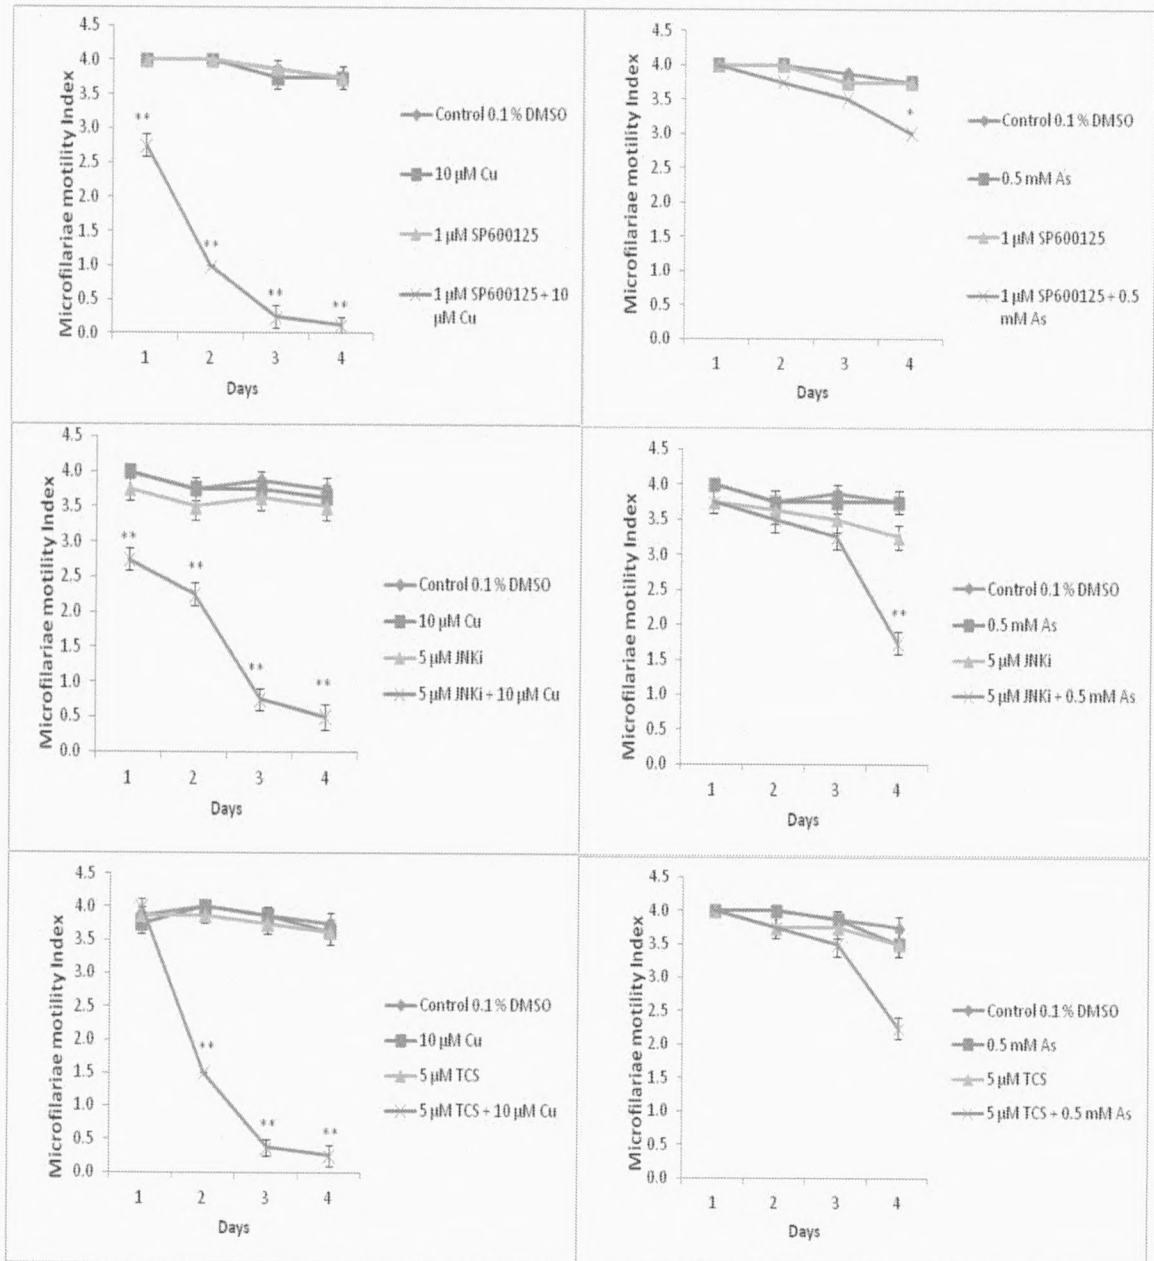 4.5
4.0
3.5
3.0
2.5
2.0
1.5
1.0
0.5
0.0
Microfilariae motility Index
**
**
**
**
1
2
3
4
Days
Control 0.1% DMSO
10 µM Cu
1 µM SP600125
1 µM SP600125 + 10
µM Cu
4.5
4.0
3.5
3.0
2.5
2.0
1.5
1.0
0.5
0.0
Microfilariae motility Index
*
1
2
3
4
Days
Control 0.1% DMSO
0.5 mM As
1 µM SP600125
1 µM SP600125 + 0.5
mM As
4.5
4.0
3.5
3.0
2.5
2.0
1.5
1.0
0.5
0.0
Microfilariae motility Index
**
**
**
**
1
2
3
4
Days
Control 0.1% DMSO
10 µM Cu
5 µM JNKi
5 µM JNKi + 10 µM Cu
4.5
4.0
3.5
3.0
2.5
2.0
1.5
1.0
0.5
0.0
Microfilariae motility Index
**
1
2
3
4
Days
Control 0.1% DMSO
0.5 mM As
5 µM JNKi
5 µM JNKi + 0.5 mM As
4.5
4.0
3.5
3.0
2.5
2.0
1.5
1.0
0.5
0.0
Microfilariae motility Index
**
**
**
1
2
3
4
Days
Control 0.1% DMSO
10 µM Cu
5 µM TCS
5 µM TCS + 10 µM Cu
4.5
4.0
3.5
3.0
2.5
2.0
1.5
1.0
0.5
0.0
Microfilariae motility Index
1
2
3
4
Days
Control 0.1% DMSO
0.5 mM As
5 µM TCS
5 µM TCS + 0.5 mM As